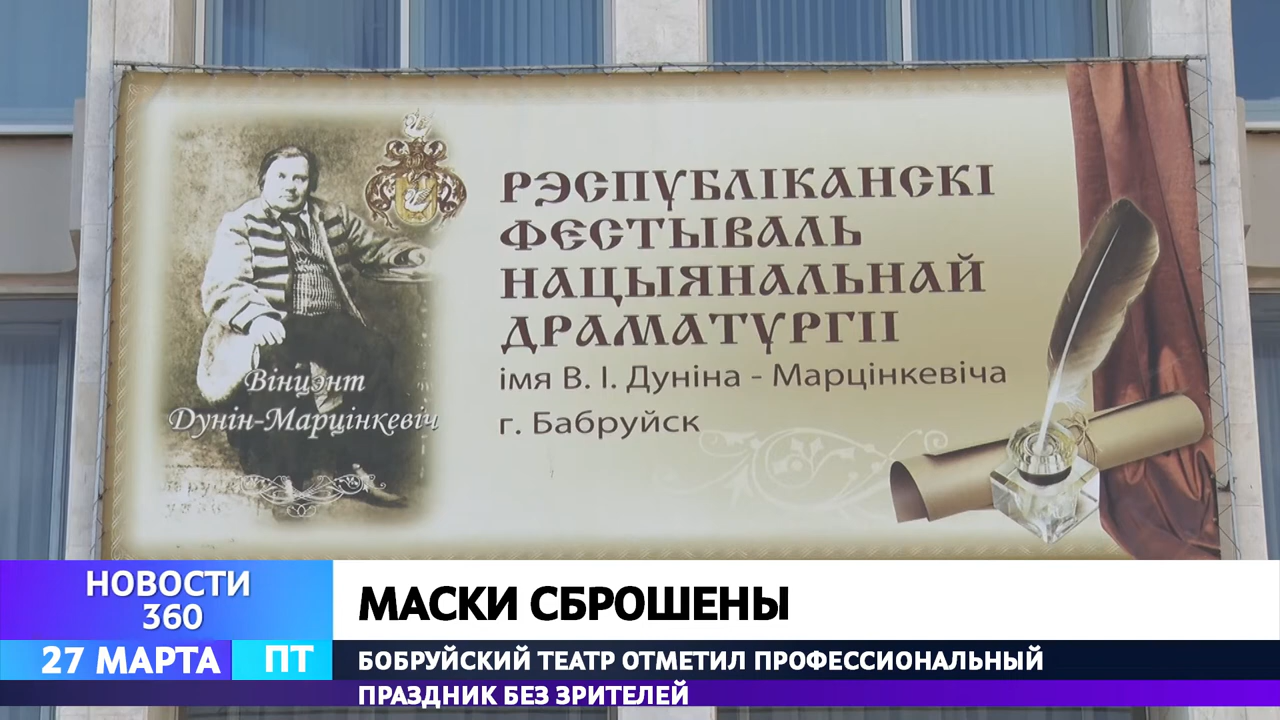 РЭСПУБЛІКАНСКІ
ФЕСТЫВАЛЬ
НАЦЫЯНАЛЬНАЙ
ДРАМАТУРГІІ
імя В. І. Дуніна - Марцінкевіча
г. Бабруйск
Вінцэнт
Дунін-Марцінкевіч
НОВОСТИ
360
27 МАРТА ПТ
МАСКИ СБРОШЕНЫ
БОБРУЙСКИЙ ТЕАТР ОТМЕТИЛ ПРОФЕССИОНАЛЬНЫЙ
ПРАЗДНИК БЕЗ ЗРИТЕЛЕЙ